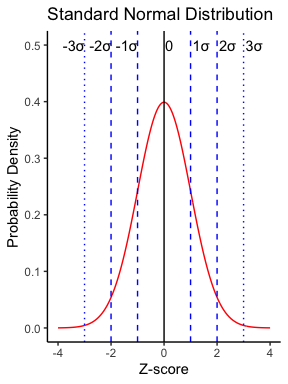 Standard Normal Distribution
-3σ -2σ -1σ 0 1σ 2σ 3σ
0.5
0.4
0.3
0.2
0.1
0.0
Probability Density
-4 -2 0 2 4
Z-score